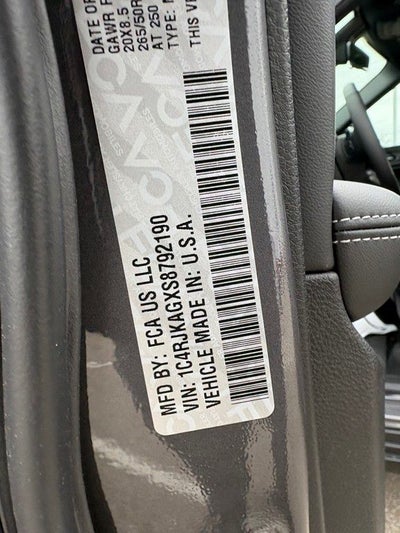 DATE OF
GAWR F
20X8.5
265/50R
AT 250
TYPE:
THIS VE
MFD BY: FCA US LLC
VIN: 1C4RJKAGXS8792190
VEHICLE MADE IN: U.S.A.